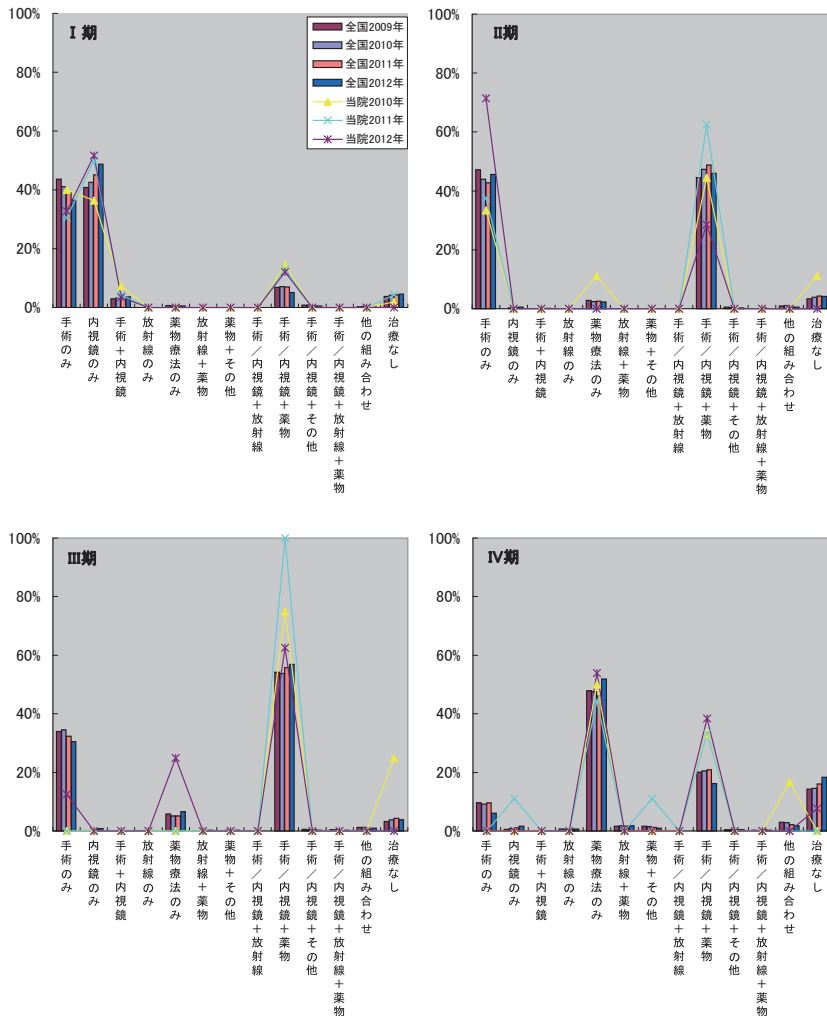 I 期
100%
80%
60%
40%
20%
0%
全国2009年
全国2010年
全国2011年
全国2012年
当院2010年
当院2011年
当院2012年
手術のみ
内視鏡のみ
手術＋内視鏡
放射線のみ
薬物療法のみ
放射線＋薬物
薬物＋その他
手術／内視鏡＋放射線
手術／内視鏡＋薬物
手術／内視鏡＋その他
手術／内視鏡＋放射線＋薬物
他の組み合わせ
治療なし
II期
100%
80%
60%
40%
20%
0%
手術のみ
内視鏡のみ
手術＋内視鏡
放射線のみ
薬物療法のみ
放射線＋薬物
薬物＋その他
手術／内視鏡＋放射線
手術／内視鏡＋薬物
手術／内視鏡＋その他
手術／内視鏡＋放射線＋薬物
他の組み合わせ
治療なし
III期
100%
80%
60%
40%
20%
0%
手術のみ
内視鏡のみ
手術＋内視鏡
放射線のみ
薬物療法のみ
放射線＋薬物
薬物＋その他
手術／内視鏡＋放射線
手術／内視鏡＋薬物
手術／内視鏡＋その他
手術／内視鏡＋放射線＋薬物
他の組み合わせ
治療なし
IV期
100%
80%
60%
40%
20%
0%
手術のみ
内視鏡のみ
手術＋内視鏡
放射線のみ
薬物療法のみ
放射線＋薬物
薬物＋その他
手術／内視鏡＋放射線
手術／内視鏡＋薬物
手術／内視鏡＋その他
手術／内視鏡＋放射線＋薬物
他の組み合わせ
治療なし